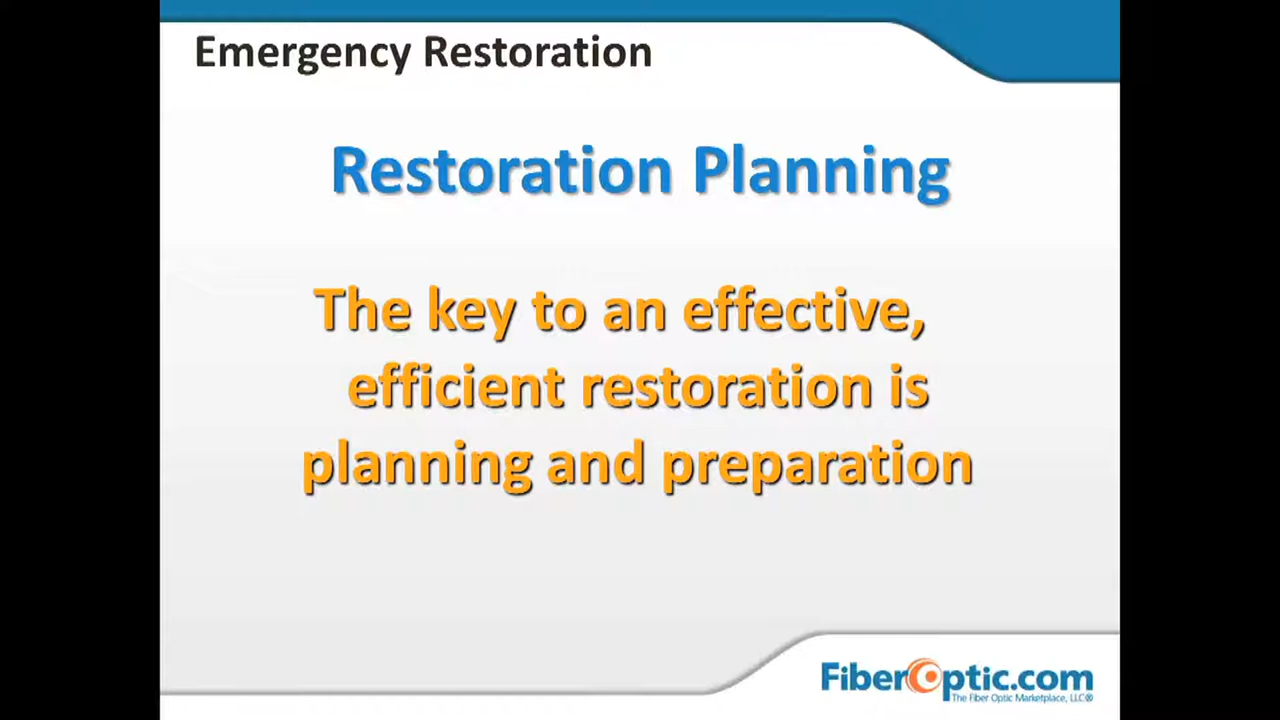 Emergency Restoration
Restoration Planning
The key to an effective,
efficient restoration is
planning and preparation
FiberOptic.com
The Fiber Optic Marketplace, LLC®